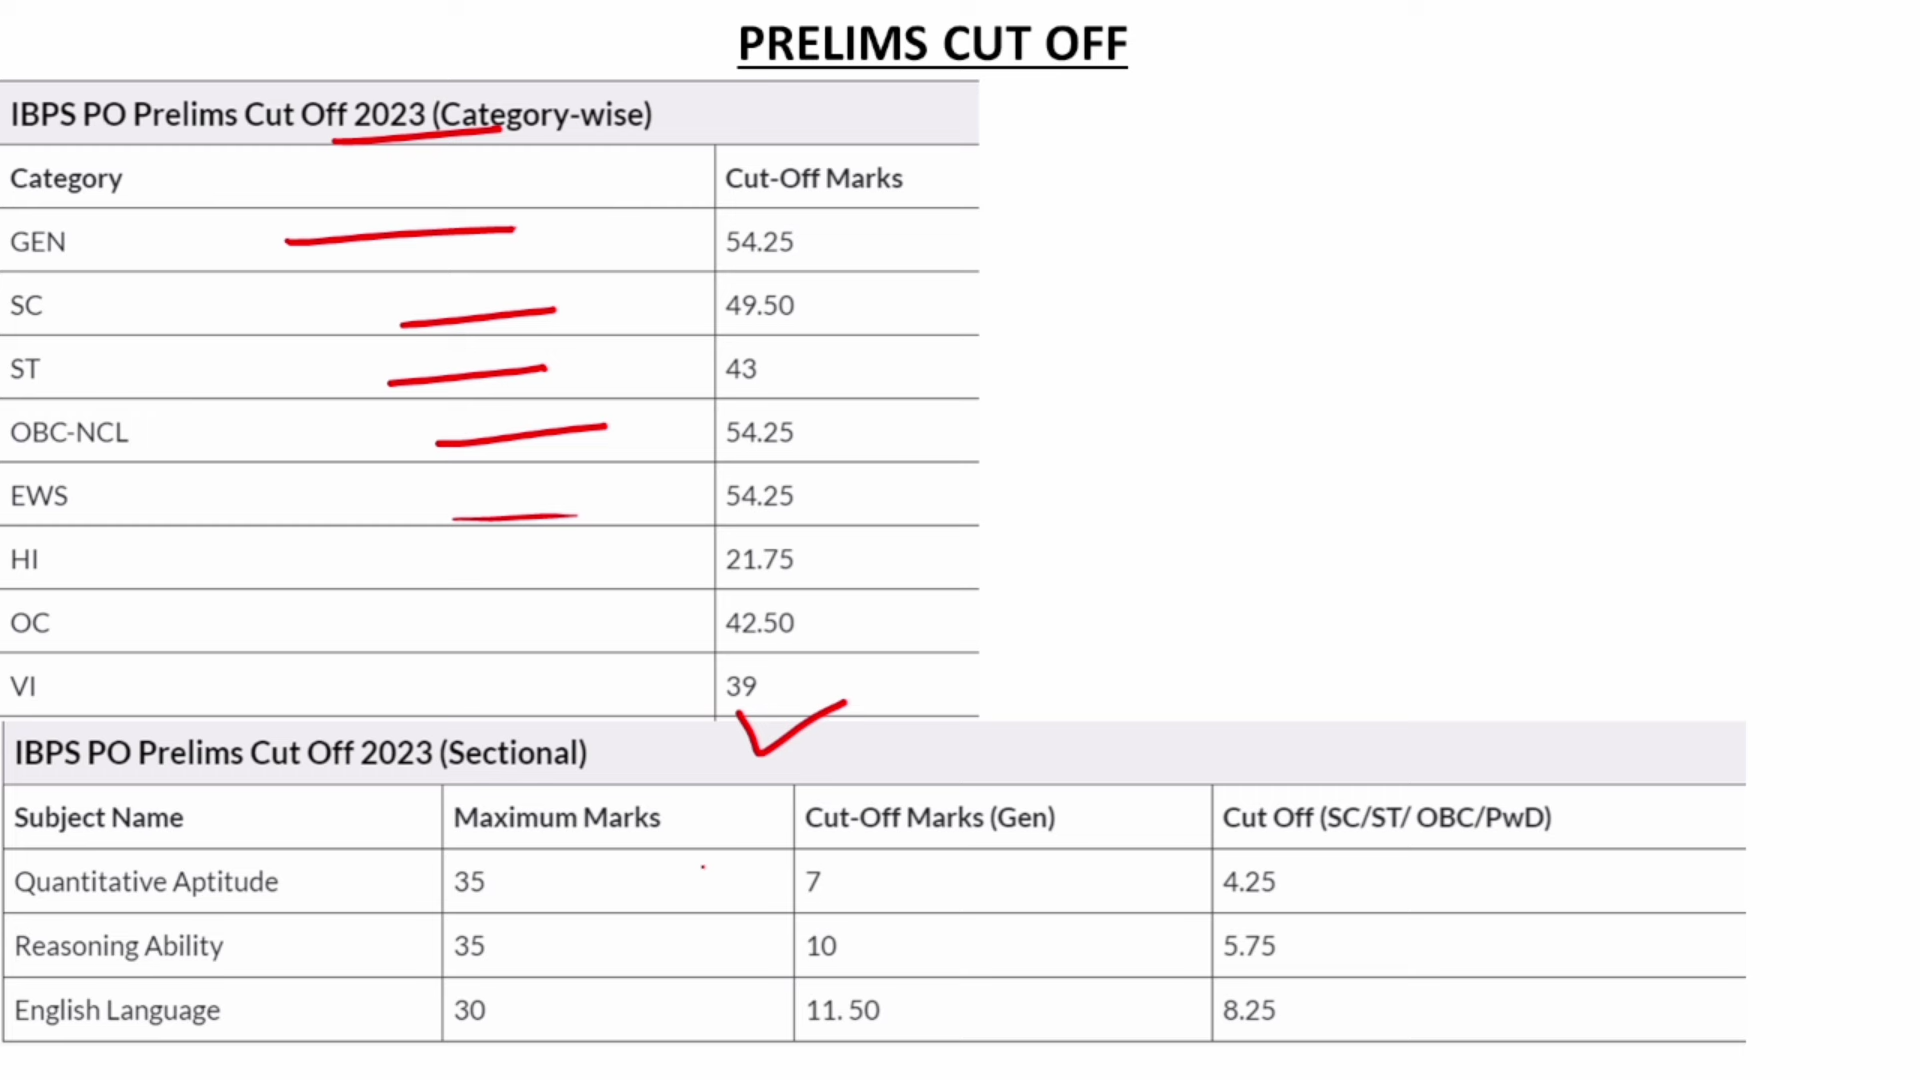 PRELIMS CUT OFF
IBPS PO Prelims Cut Off 2023 (Category-wise)
Category Cut-Off Marks
GEN 54.25
SC 49.50
ST 43
OBC-NCL 54.25
EWS 54.25
HI 21.75
OC 42.50
VI 39
IBPS PO Prelims Cut Off 2023 (Sectional)
Subject Name Maximum Marks Cut-Off Marks (Gen) Cut Off (SC/ST/ OBC/PwD)
Quantitative Aptitude 35 7 4.25
Reasoning Ability 35 10 5.75
English Language 30 11. 50 8.25